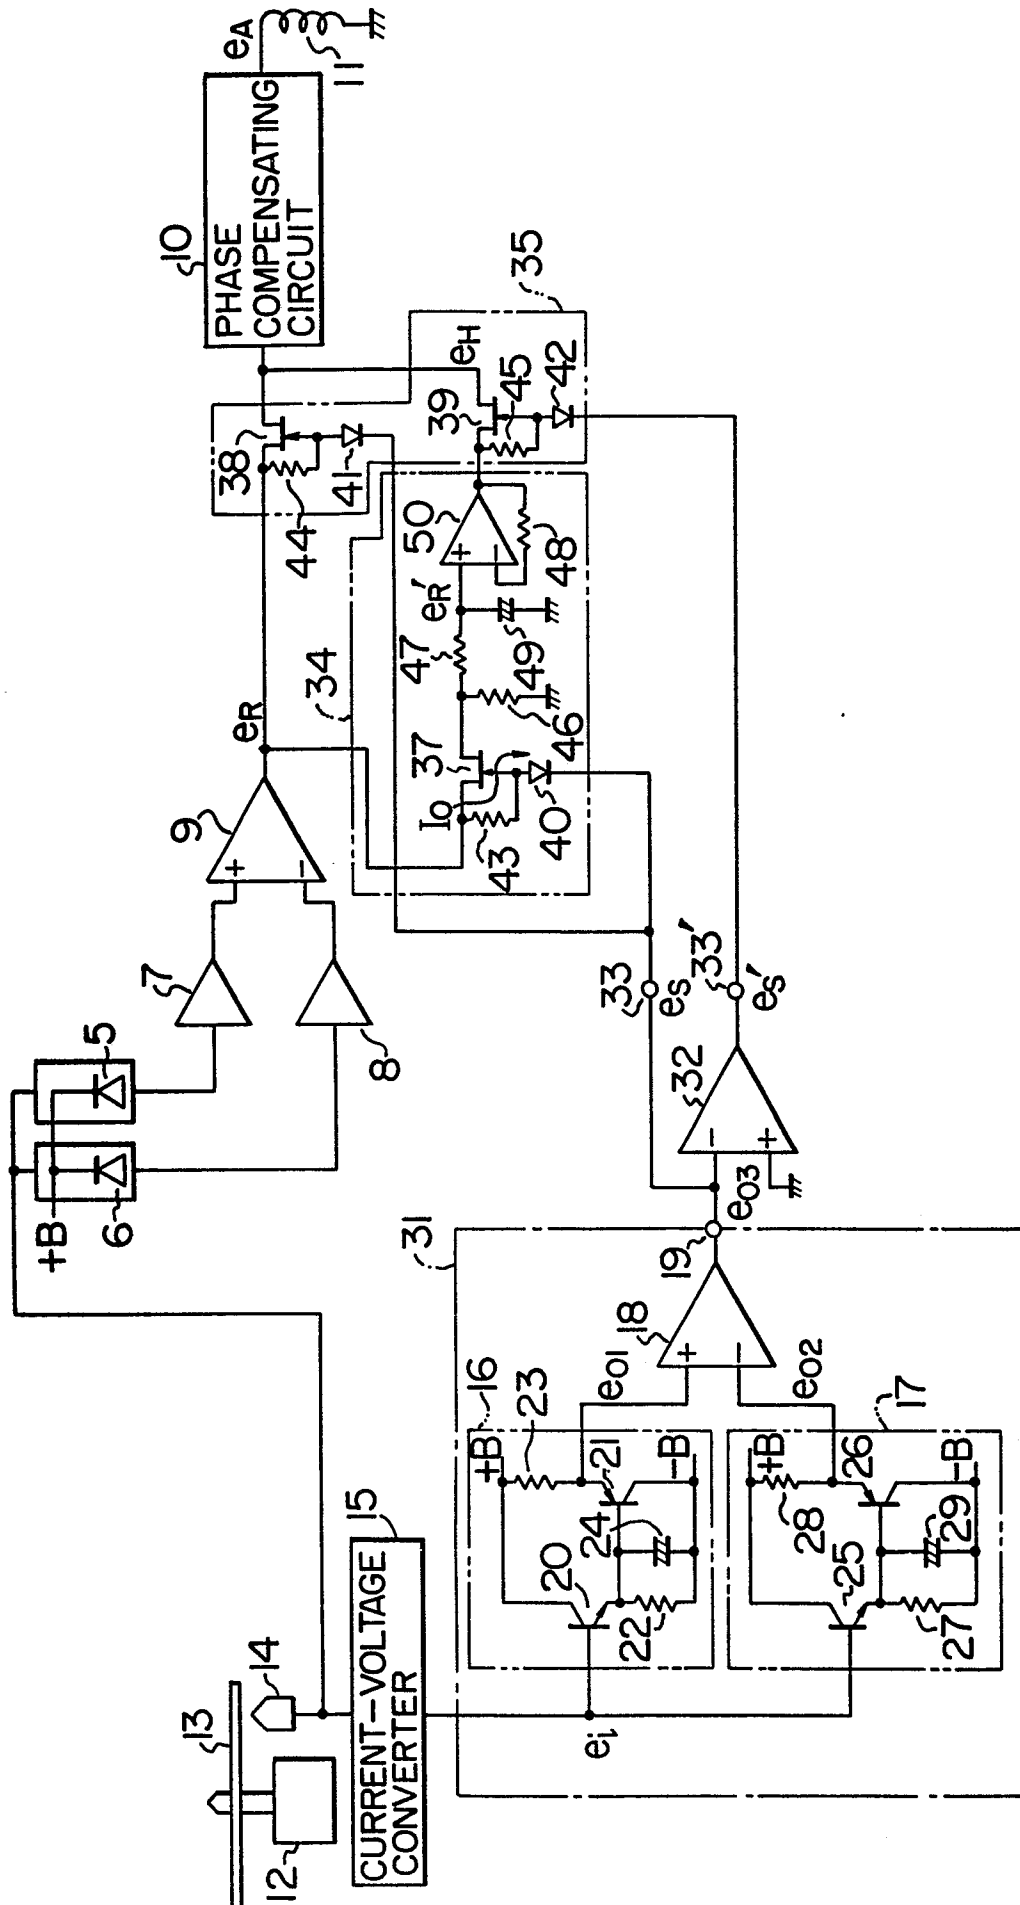 10
PHASE
COMPENSATING
CIRCUIT
eA
11
35
eH
38
44
41
39
45
42
eR
9
+
−
7
8
5
6
+B
34
50
+
−
48
eR'
47
49
46
37
Io
43
40
33
eS
33'
eS'
32
−
+
e03
31
19
18
+
−
e01
e02
16
+B
23
21
−B
24
20
22
17
+B
28
26
−B
29
25
27
15
CURRENT−VOLTAGE
CONVERTER
ei
14
13
12